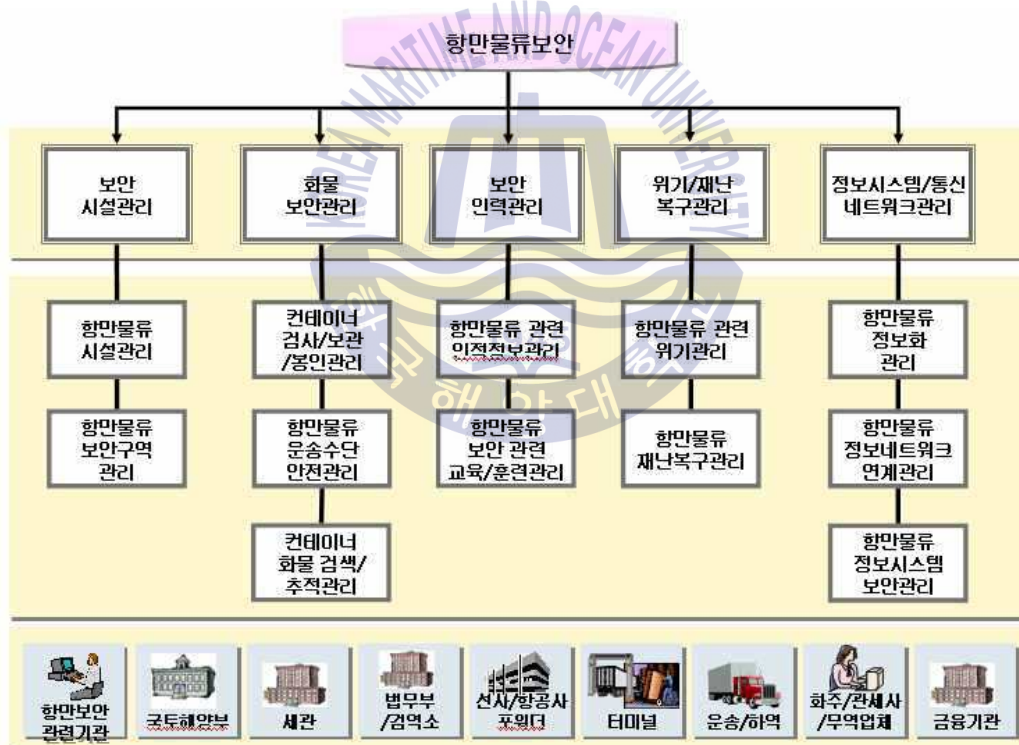 항만물류보안
KOREA MARITIME AND OCEAN UNIVERSITY
보안
시설관리
화물
보안관리
보안
인력관리
위기/재난
복구관리
정보시스템/통신
네트워크관리
항만물류
시설관리
컨테이너
검사/보관
/봉인관리
항만물류 관련
인적정보관리
항만물류 관련
위기관리
항만물류
정보화
관리
항만물류
보안구역
관리
항만물류
운송수단
안전관리
항만물류
보안 관련
교육/훈련관리
항만물류
재난복구관리
항만물류
정보네트워크
연계관리
컨테이너
화물 검색/
추적관리
항만물류
정보시스템
보안관리
한국해양대학교
항만보안
관련기관
국토해양부
세관
법무부
/검역소
선사/항공사
포워더
터미널
운송/하역
화주/관세사
/무역업체
금융기관